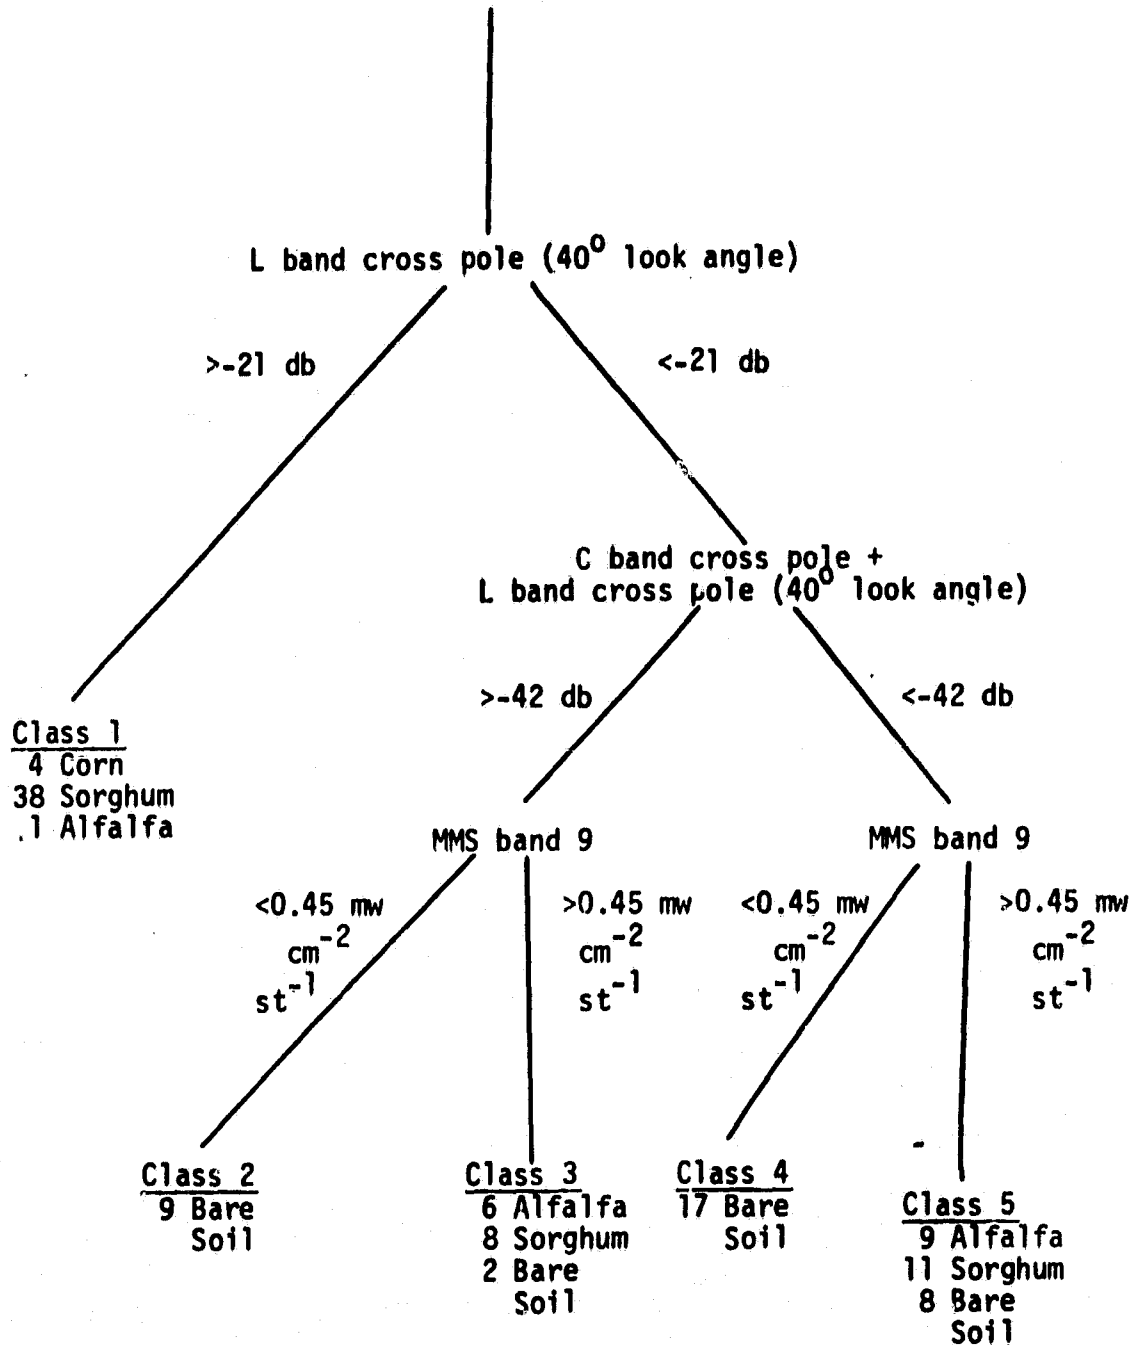 L band cross pole (40⁰ look angle)
>-21 db
<-21 db
C band cross pole +
L band cross pole (40⁰ look angle)
>-42 db
<-42 db
Class 1
4 Corn
38 Sorghum
1 Alfalfa
MMS band 9
MMS band 9
<0.45 mw
cm⁻²
st⁻¹
>0.45 mw
cm⁻²
st⁻¹
<0.45 mw
cm⁻²
st⁻¹
>0.45 mw
cm⁻²
st⁻¹
Class 2
9 Bare
Soil
Class 3
6 Alfalfa
8 Sorghum
2 Bare
Soil
Class 4
17 Bare
Soil
Class 5
9 Alfalfa
11 Sorghum
8 Bare
Soil